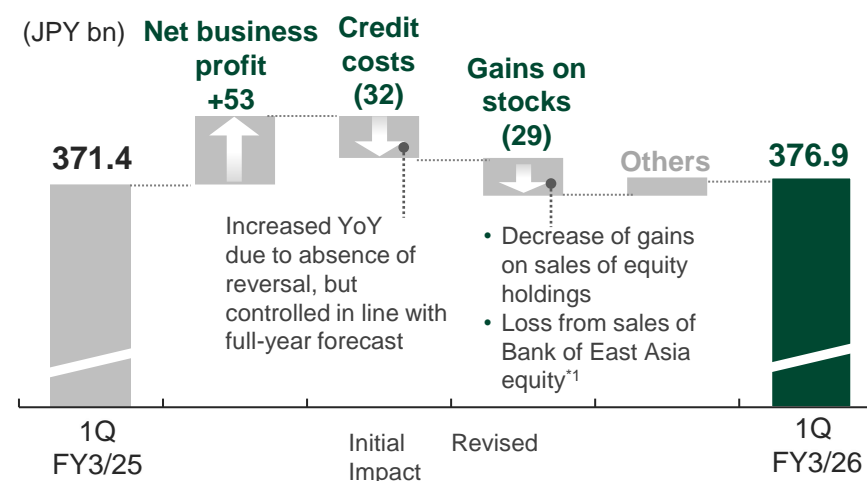 (JPY bn)
Net business
profit
+53
Credit
costs
(32)
Gains on
stocks
(29)
Others
371.4
376.9
Increased YoY
due to absence of
reversal, but
controlled in line with
full-year forecast
• Decrease of gains
on sales of equity
holdings
• Loss from sales of
Bank of East Asia
equity*1
1Q
FY3/25
Initial
Impact
Revised
1Q
FY3/26